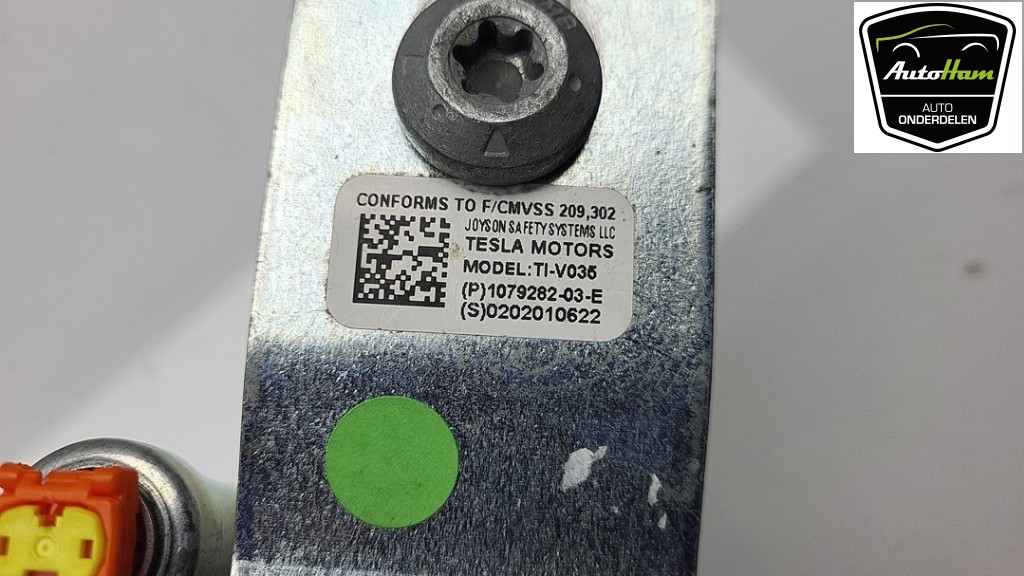 CONFORMS TO F/CMVSS 209,302
JOYSON SAFETY SYSTEMS LLC
TESLA MOTORS
MODEL:TI-V035
(P)1079282-03-E
(S)0202010622
AutoHam
AUTO
ONDERDELEN